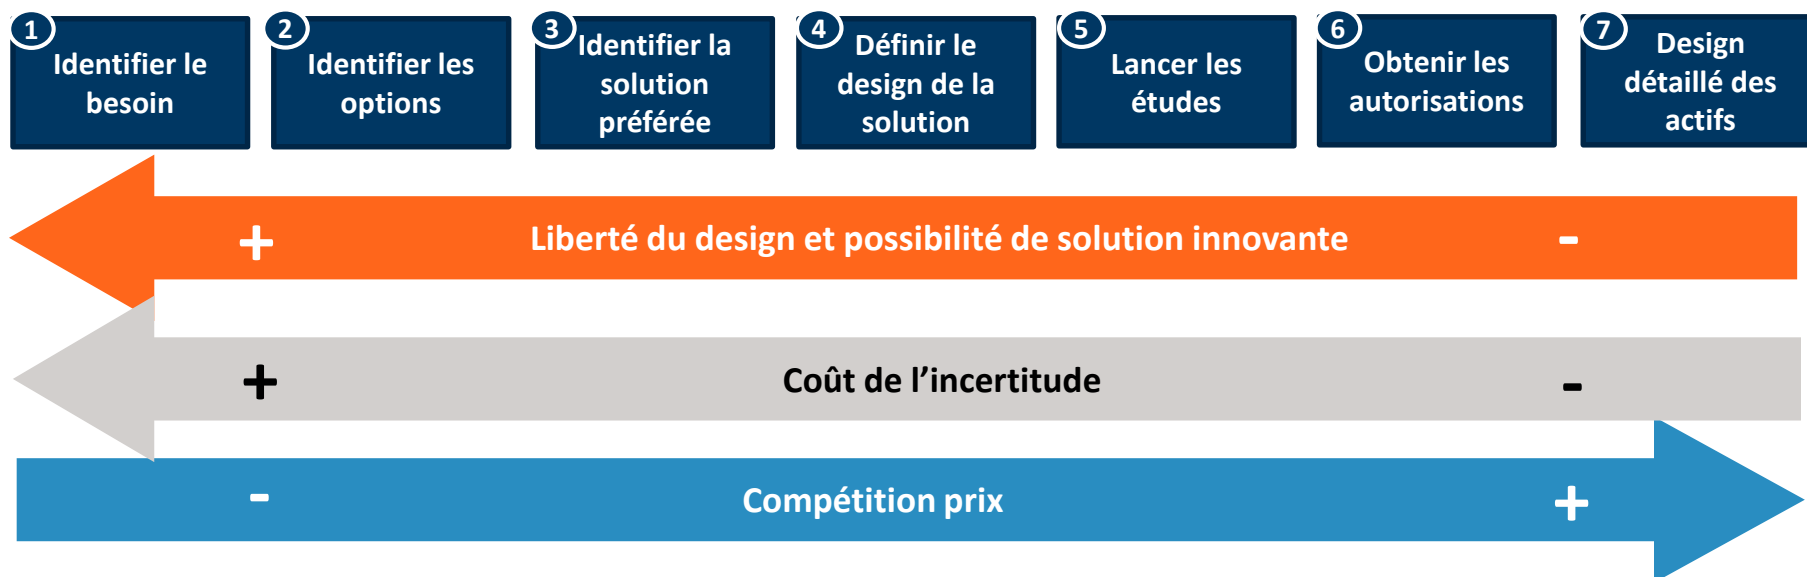 1
Identifier le
besoin
2
Identifier les
options
3
Identifier la
solution
préférée
4
Définir le
design de la
solution
5
Lancer les
études
6
Obtenir les
autorisations
7
Design
détaillé des
actifs
+ Liberté du design et possibilité de solution innovante -
+ Coût de l’incertitude -
- Compétition prix +